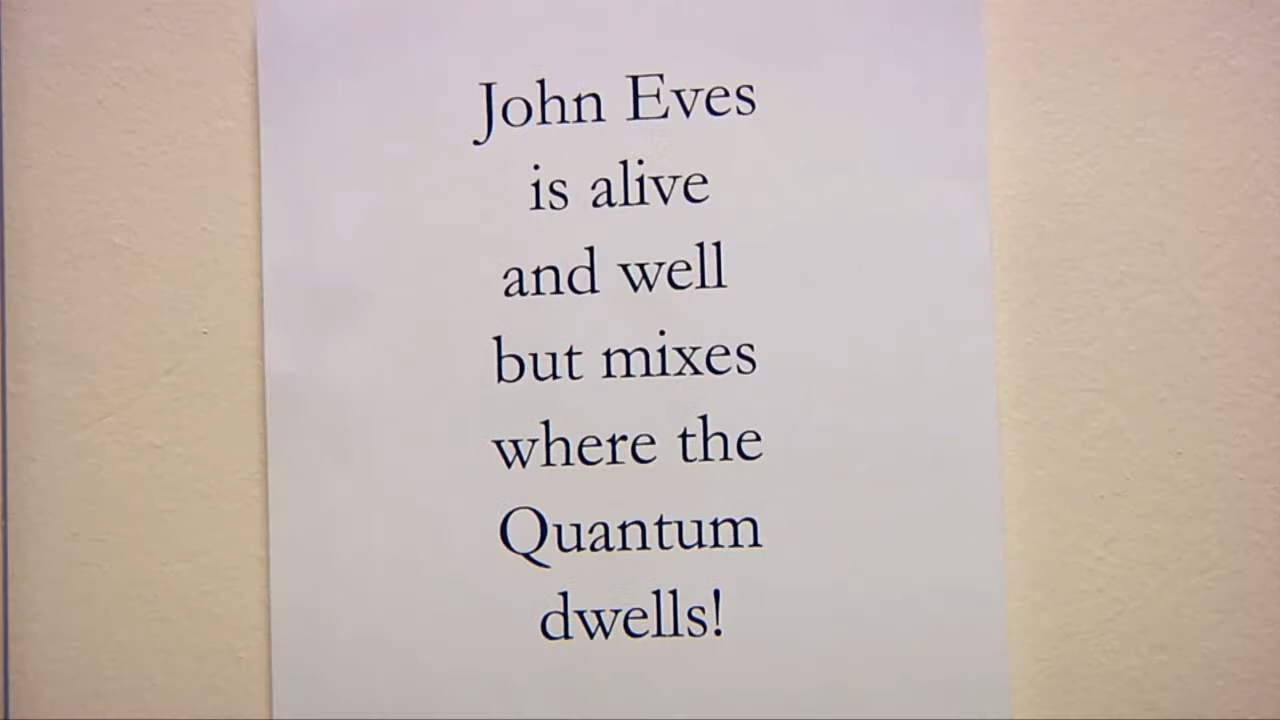 John Eves
is alive
and well
but mixes
where the
Quantum
dwells!